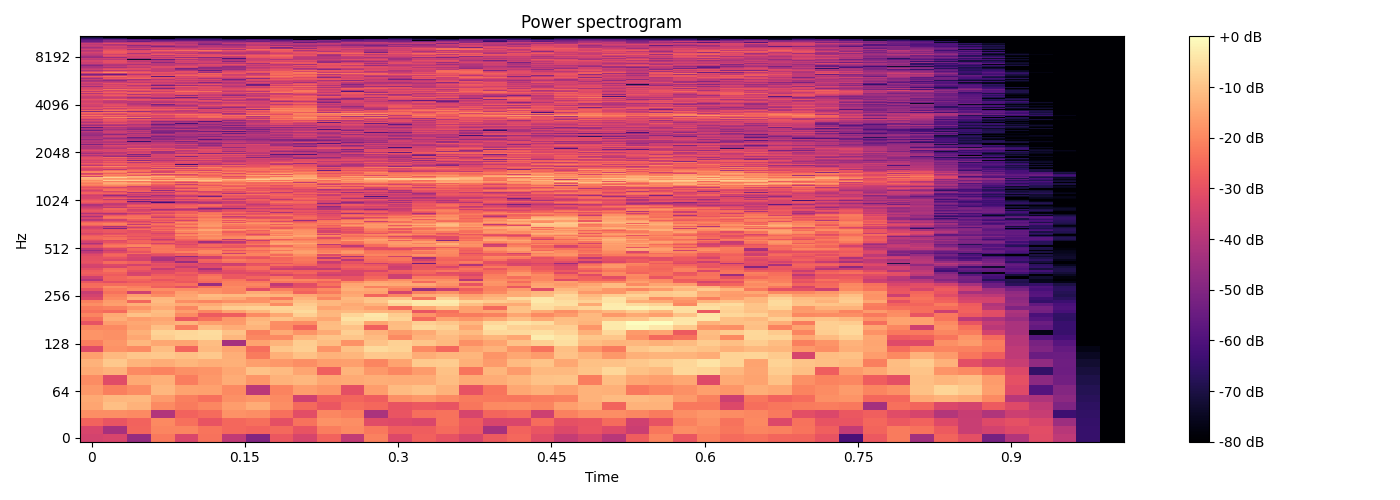 Power spectrogram
Hz
8192
4096
2048
1024
512
256
128
64
0
0 0.15 0.3 0.45 0.6 0.75 0.9
Time
+0 dB
-10 dB
-20 dB
-30 dB
-40 dB
-50 dB
-60 dB
-70 dB
-80 dB